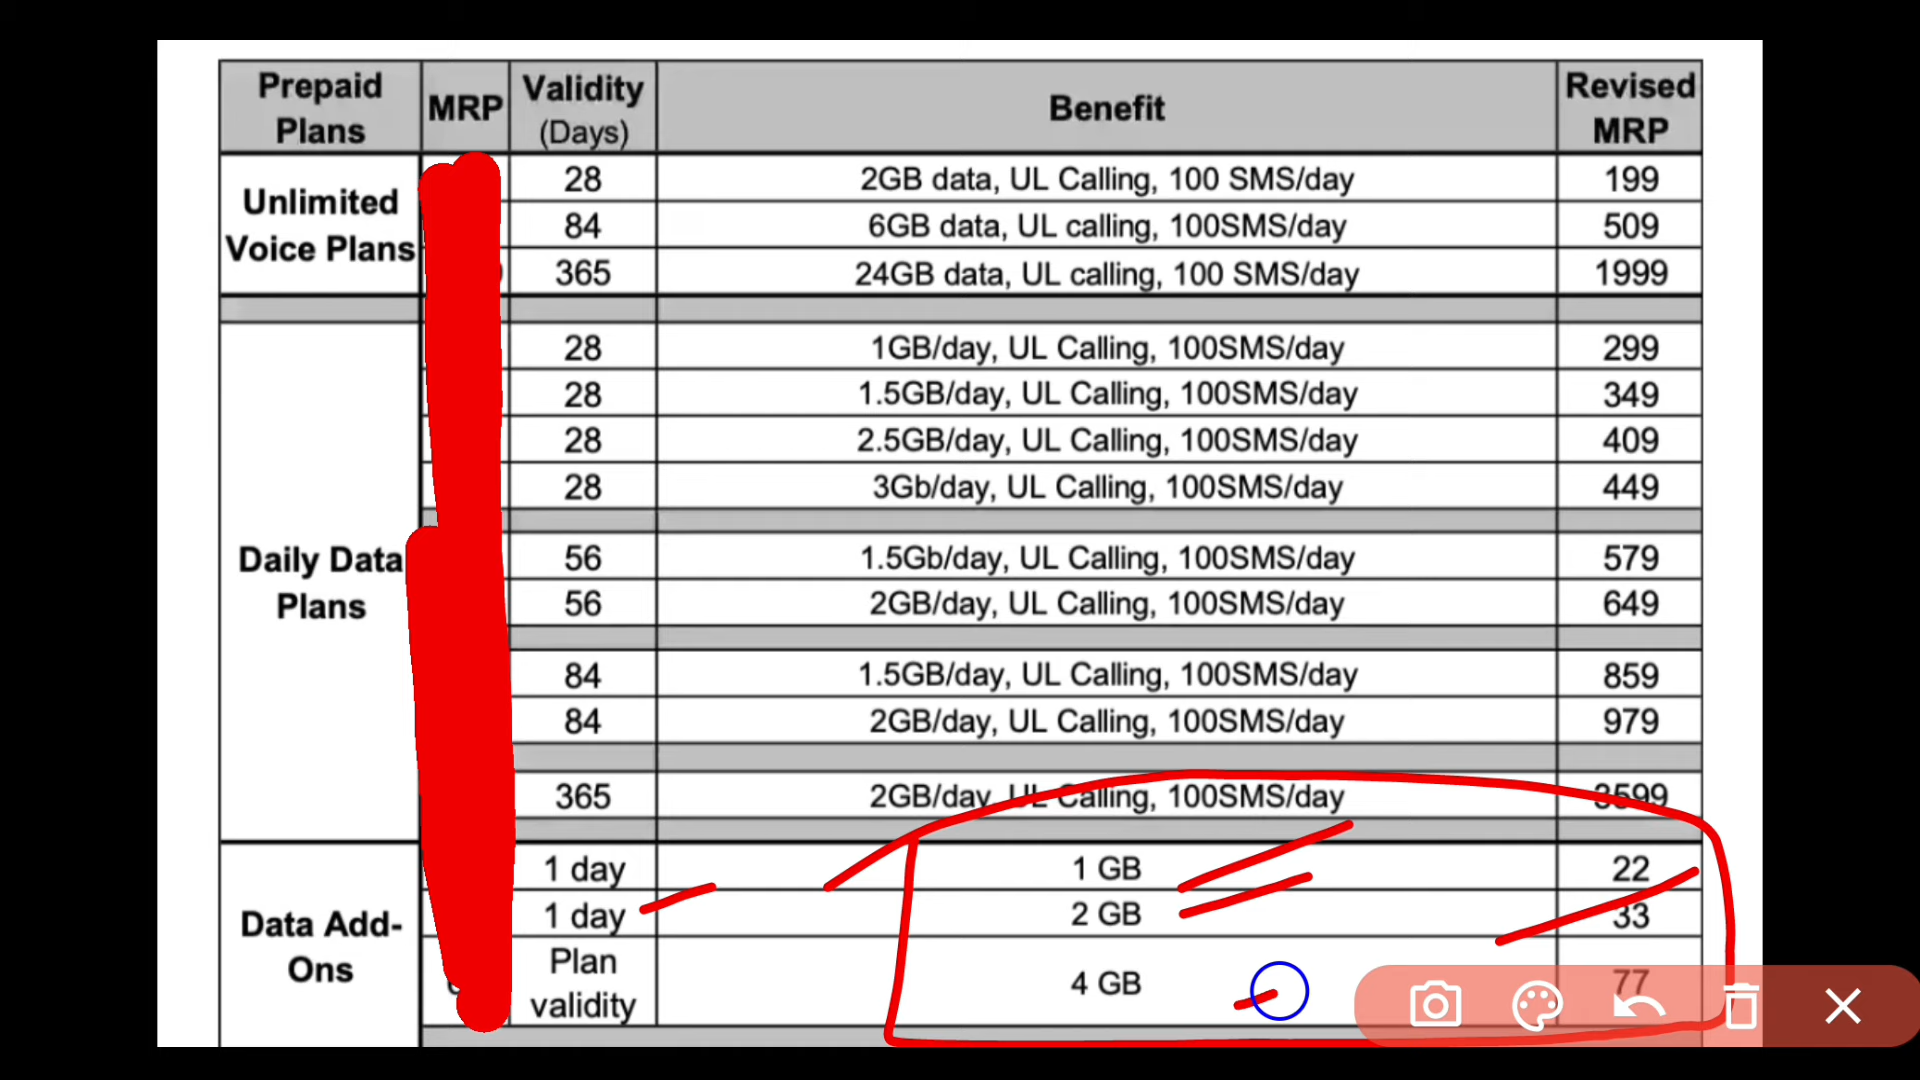 Prepaid Plans MRP Validity (Days) Benefit Revised MRP
Unlimited Voice Plans
28 2GB data, UL Calling, 100 SMS/day 199
84 6GB data, UL calling, 100SMS/day 509
365 24GB data, UL calling, 100 SMS/day 1999
Daily Data Plans
28 1GB/day, UL Calling, 100SMS/day 299
28 1.5GB/day, UL Calling, 100SMS/day 349
28 2.5GB/day, UL Calling, 100SMS/day 409
28 3Gb/day, UL Calling, 100SMS/day 449
56 1.5Gb/day, UL Calling, 100SMS/day 579
56 2GB/day, UL Calling, 100SMS/day 649
84 1.5GB/day, UL Calling, 100SMS/day 859
84 2GB/day, UL Calling, 100SMS/day 979
365 2GB/day, UL Calling, 100SMS/day 3599
Data Add-Ons
1 day 1 GB 22
1 day 2 GB 33
Plan validity 4 GB 77